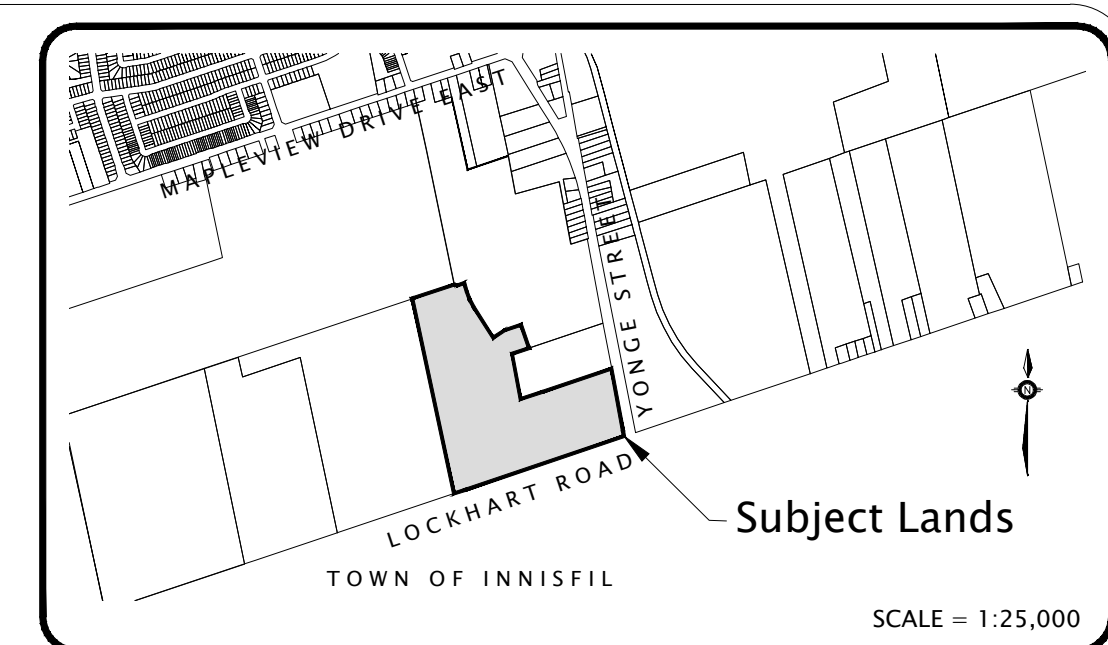 MAPLEVIEW DRIVE EAST
YONGE STREET
N
LOCKHART ROAD
Subject Lands
TOWN OF INNISFIL
SCALE = 1:25,000